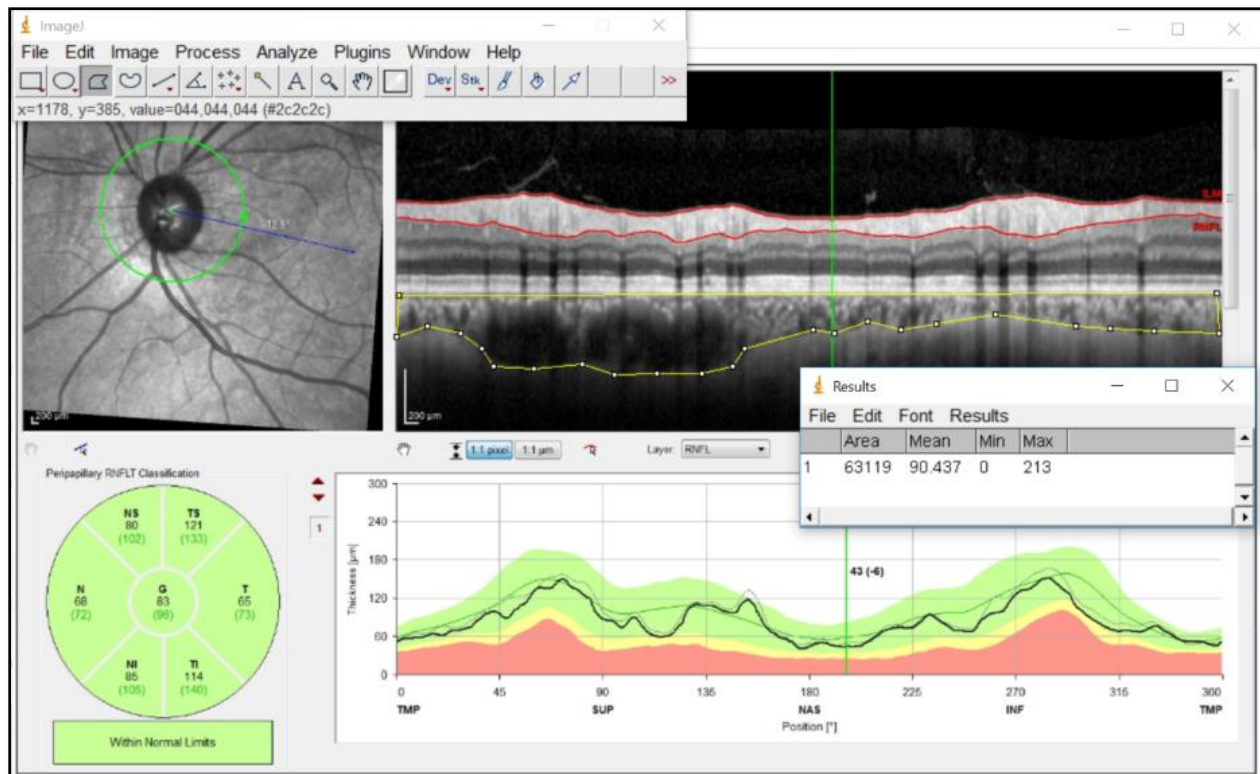 ImageJ
File Edit Image Process Analyze Plugins Window Help
Dev Stk >>
x=1178, y=385, value=044,044,044 (#2c2c2c)
ILM
RNFL
200 µm
200 µm
1:1 pixel 1:1 µm Layer: RNFL
Results
File Edit Font Results
Area Mean Min Max
1 63119 90.437 0 213
Peripapillary RNFLT Classification
NS
80
(102)
TS
121
(133)
N
68
(72)
G
83
(96)
T
65
(73)
NI
85
(105)
TI
114
(140)
Within Normal Limits
1
Thickness [µm]
300
240
180
120
60
0
43 (-6)
0 45 90 135 180 225 270 315 360
TMP SUP NAS INF TMP
Position [°]